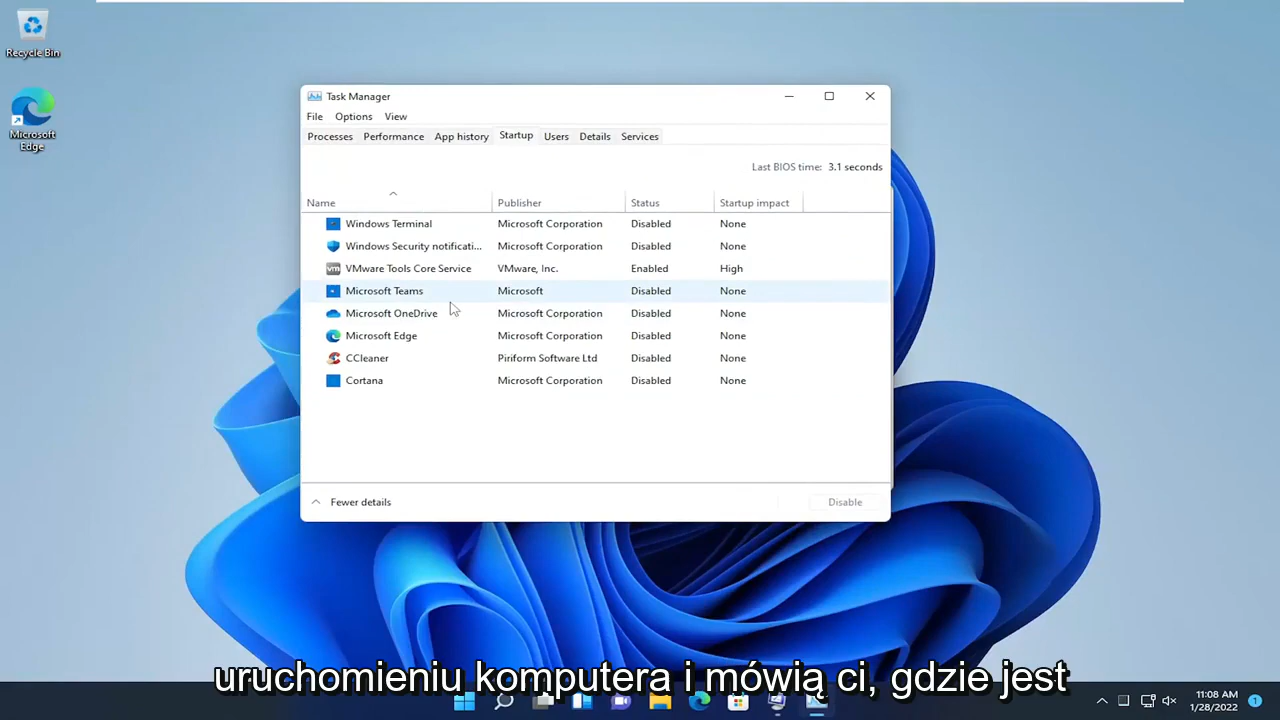 Recycle Bin
Microsoft
Edge
Task Manager
File Options View
Processes Performance App history Startup Users Details Services
Last BIOS time: 3.1 seconds
Name Publisher Status Startup impact
Windows Terminal Microsoft Corporation Disabled None
Windows Security notificati... Microsoft Corporation Disabled None
vm VMware Tools Core Service VMware, Inc. Enabled High
Microsoft Teams Microsoft Disabled None
Microsoft OneDrive Microsoft Corporation Disabled None
Microsoft Edge Microsoft Corporation Disabled None
CCleaner Piriform Software Ltd Disabled None
Cortana Microsoft Corporation Disabled None
Fewer details Disable
uruchomieniu komputera i mówią ci, gdzie jest
11:08 AM
1/28/2022
1